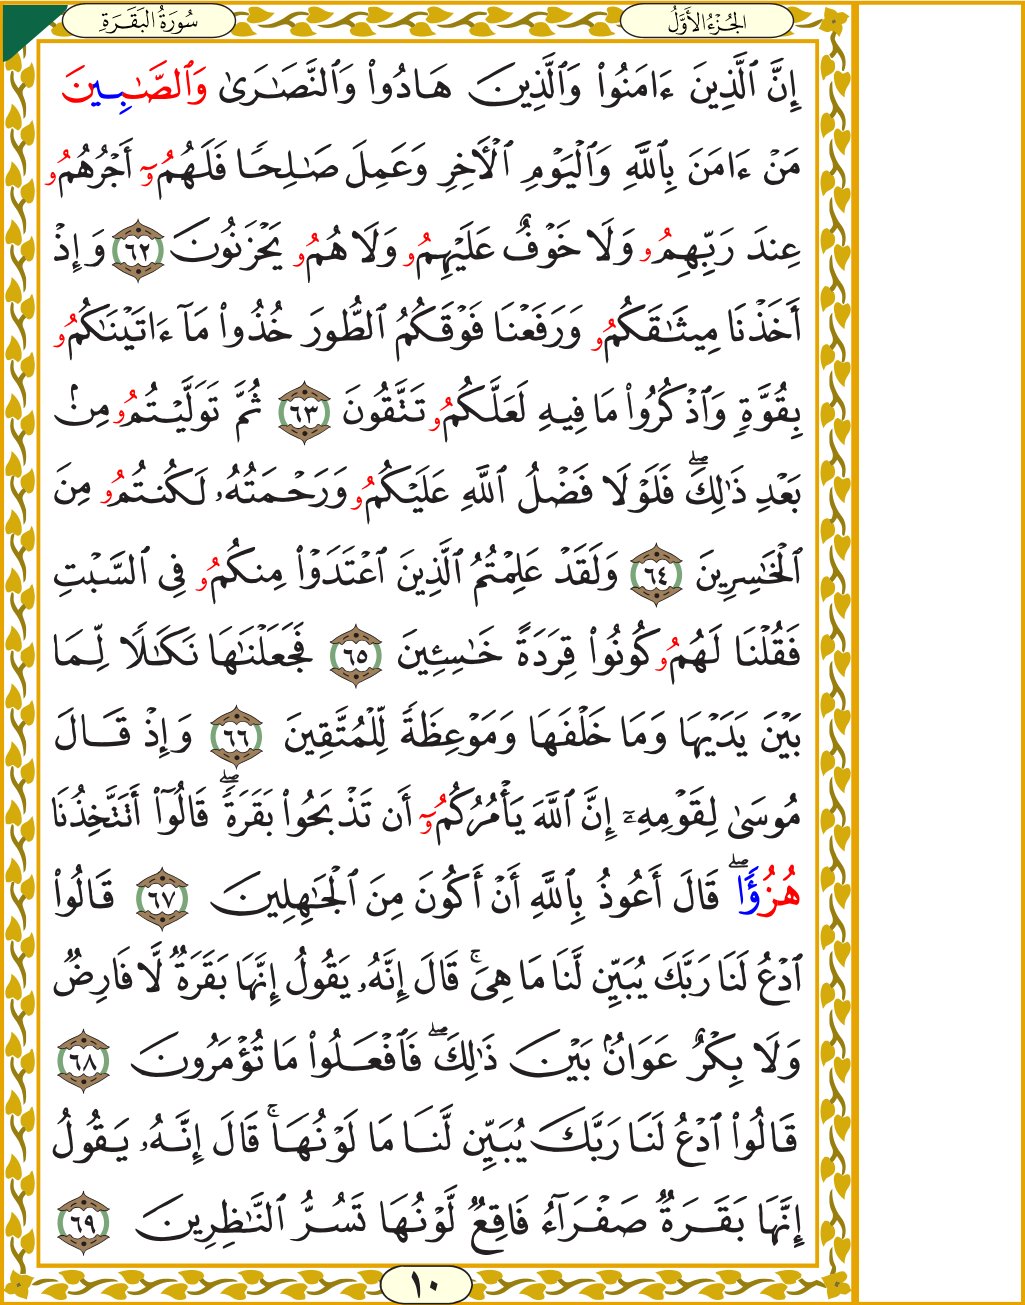 الجُزْءُ الأَوَّلُ
سُورَةُ البَقَرَةِ
إِنَّ ٱلَّذِينَ ءَامَنُواْ وَٱلَّذِينَ هَادُواْ وَٱلنَّصَٰرَىٰ وَٱلصَّٰبِينَ
مَنۡ ءَامَنَ بِٱللَّهِ وَٱلۡيَوۡمِ ٱلۡأٓخِرِ وَعَمِلَ صَٰلِحٗا فَلَهُمُۥٓ أَجۡرُهُمُۥ
عِندَ رَبِّهِمُۥ وَلَا خَوۡفٌ عَلَيۡهِمُۥ وَلَا هُمُۥ يَحۡزَنُونَ ٦٢ وَإِذۡ
أَخَذۡنَا مِيثَٰقَكُمُۥ وَرَفَعۡنَا فَوۡقَكُمُ ٱلطُّورَ خُذُواْ مَآ ءَاتَيۡنَٰكُمُۥ
بِقُوَّةٖ وَٱذۡكُرُواْ مَا فِيهِ لَعَلَّكُمُۥ تَتَّقُونَ ٦٣ ثُمَّ تَوَلَّيۡتُمُۥ مِنۢ
بَعۡدِ ذَٰلِكَۖ فَلَوۡلَا فَضۡلُ ٱللَّهِ عَلَيۡكُمُۥ وَرَحۡمَتُهُۥ لَكُنتُمُۥ مِنَ
ٱلۡخَٰسِرِينَ ٦٤ وَلَقَدۡ عَلِمۡتُمُ ٱلَّذِينَ ٱعۡتَدَوۡاْ مِنكُمُۥ فِي ٱلسَّبۡتِ
فَقُلۡنَا لَهُمُۥ كُونُواْ قِرَدَةً خَٰسِـِٔينَ ٦٥ فَجَعَلۡنَٰهَا نَكَٰلٗا لِّمَا
بَيۡنَ يَدَيۡهَا وَمَا خَلۡفَهَا وَمَوۡعِظَةٗ لِّلۡمُتَّقِينَ ٦٦ وَإِذۡ قَالَ
مُوسَىٰ لِقَوۡمِهِۦٓ إِنَّ ٱللَّهَ يَأۡمُرُكُمُۥٓ أَن تَذۡبَحُواْ بَقَرَةٗۖ قَالُوٓاْ أَتَتَّخِذُنَا
هُزُؤٗاۖ قَالَ أَعُوذُ بِٱللَّهِ أَنۡ أَكُونَ مِنَ ٱلۡجَٰهِلِينَ ٦٧ قَالُواْ
ٱدۡعُ لَنَا رَبَّكَ يُبَيِّن لَّنَا مَا هِيَۚ قَالَ إِنَّهُۥ يَقُولُ إِنَّهَا بَقَرَةٞ لَّا فَارِضٞ
وَلَا بِكۡرٌ عَوَانُۢ بَيۡنَ ذَٰلِكَۖ فَٱفۡعَلُواْ مَا تُؤۡمَرُونَ ٦٨
قَالُواْ ٱدۡعُ لَنَا رَبَّكَ يُبَيِّن لَّنَا مَا لَوۡنُهَاۚ قَالَ إِنَّهُۥ يَقُولُ
إِنَّهَا بَقَرَةٞ صَفۡرَآءُ فَاقِعٞ لَّوۡنُهَا تَسُرُّ ٱلنَّٰظِرِينَ ٦٩
١٠